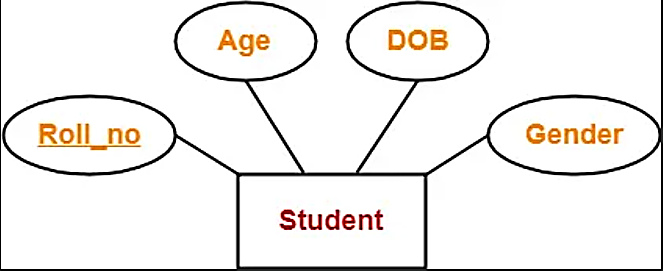 Age
DOB
Roll_no
Gender
Student